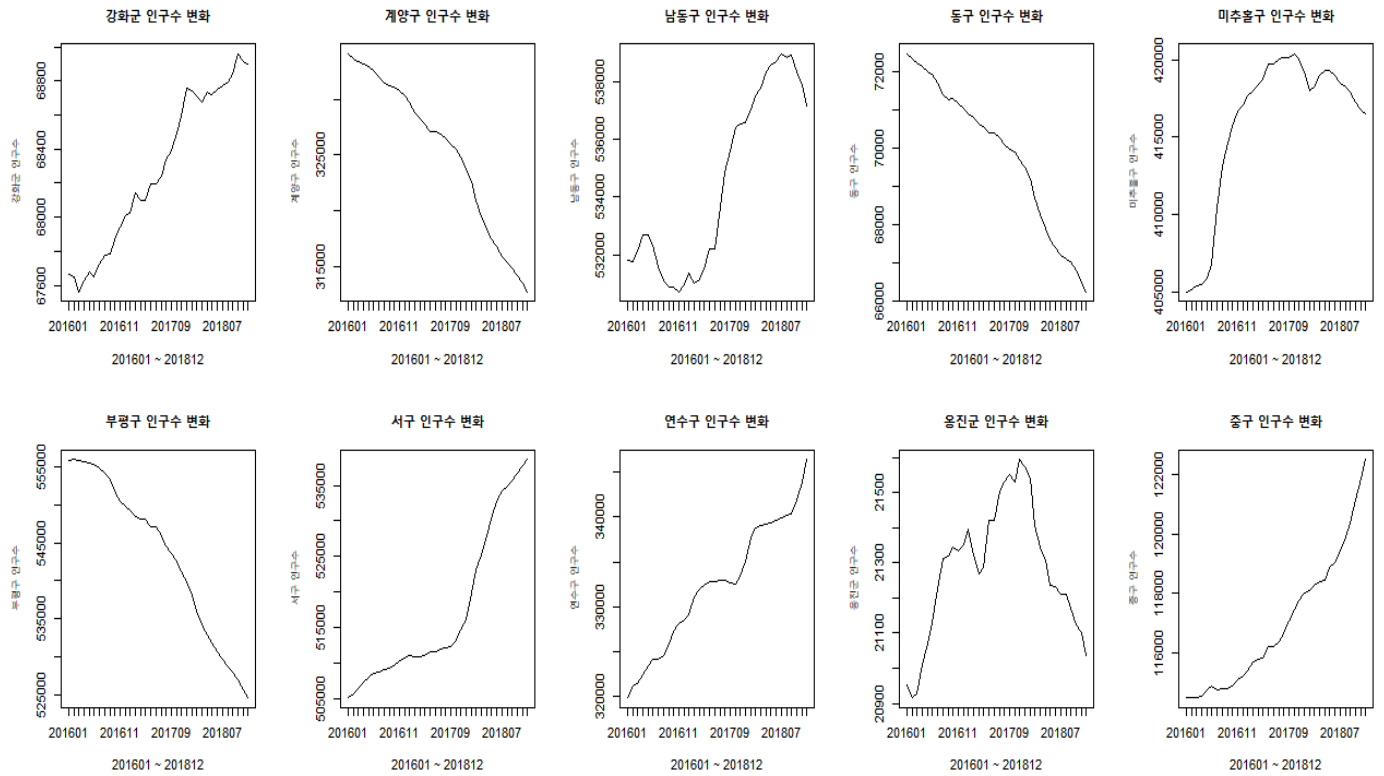 강화군 인구수 변화
강화군 인구수
67600 68000 68400 68800
201601 201611 201709 201807
201601 ~ 201812
계양구 인구수 변화
계양구 인구수
315000 325000
201601 201611 201709 201807
201601 ~ 201812
남동구 인구수 변화
남동구 인구수
532000 534000 536000 538000
201601 201611 201709 201807
201601 ~ 201812
동구 인구수 변화
동구 인구수
66000 68000 70000 72000
201601 201611 201709 201807
201601 ~ 201812
미추홀구 인구수 변화
미추홀구 인구수
405000 410000 415000 420000
201601 201611 201709 201807
201601 ~ 201812
부평구 인구수 변화
부평구 인구수
525000 535000 545000 555000
201601 201611 201709 201807
201601 ~ 201812
서구 인구수 변화
서구 인구수
505000 515000 525000 535000
201601 201611 201709 201807
201601 ~ 201812
연수구 인구수 변화
연수구 인구수
320000 330000 340000
201601 201611 201709 201807
201601 ~ 201812
옹진군 인구수 변화
옹진군 인구수
20900 21100 21300 21500
201601 201611 201709 201807
201601 ~ 201812
중구 인구수 변화
중구 인구수
116000 118000 120000 122000
201601 201611 201709 201807
201601 ~ 201812